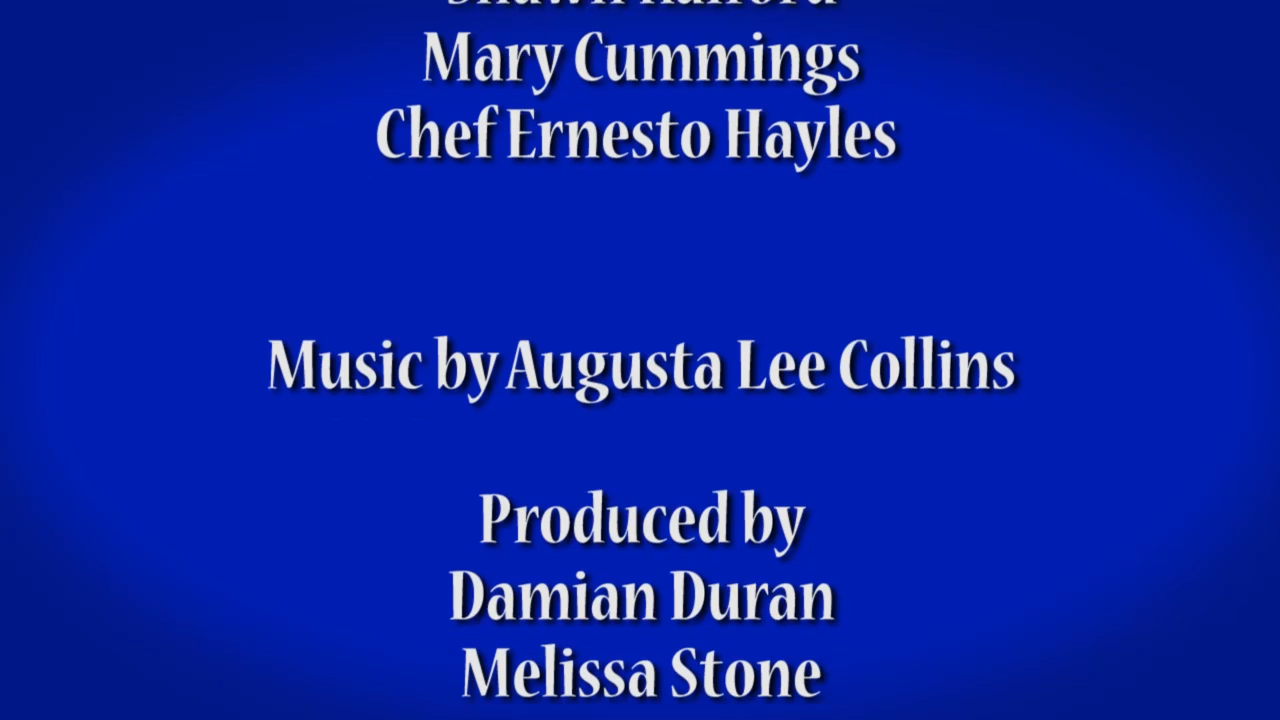 Mary Cummings
Chef Ernesto Hayles
Music by Augusta Lee Collins
Produced by
Damian Duran
Melissa Stone